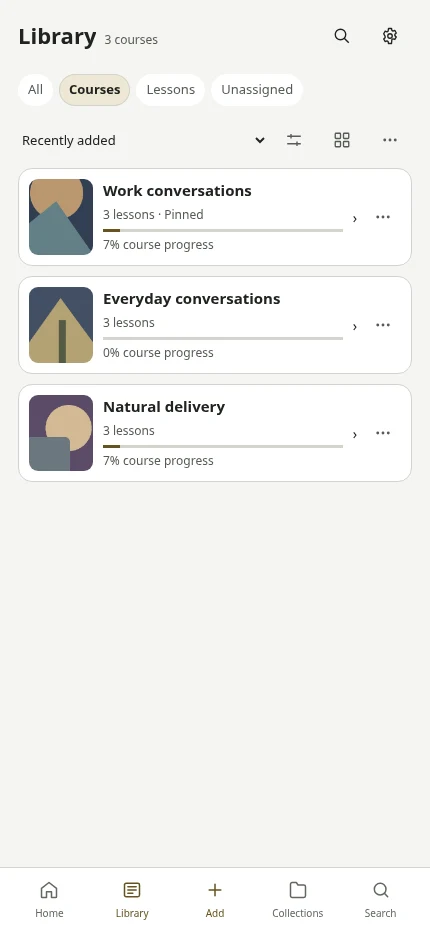 Library 3 courses
All Courses Lessons Unassigned
Recently added
Work conversations
3 lessons · Pinned
7% course progress
Everyday conversations
3 lessons
0% course progress
Natural delivery
3 lessons
7% course progress
Home Library Add Collections Search